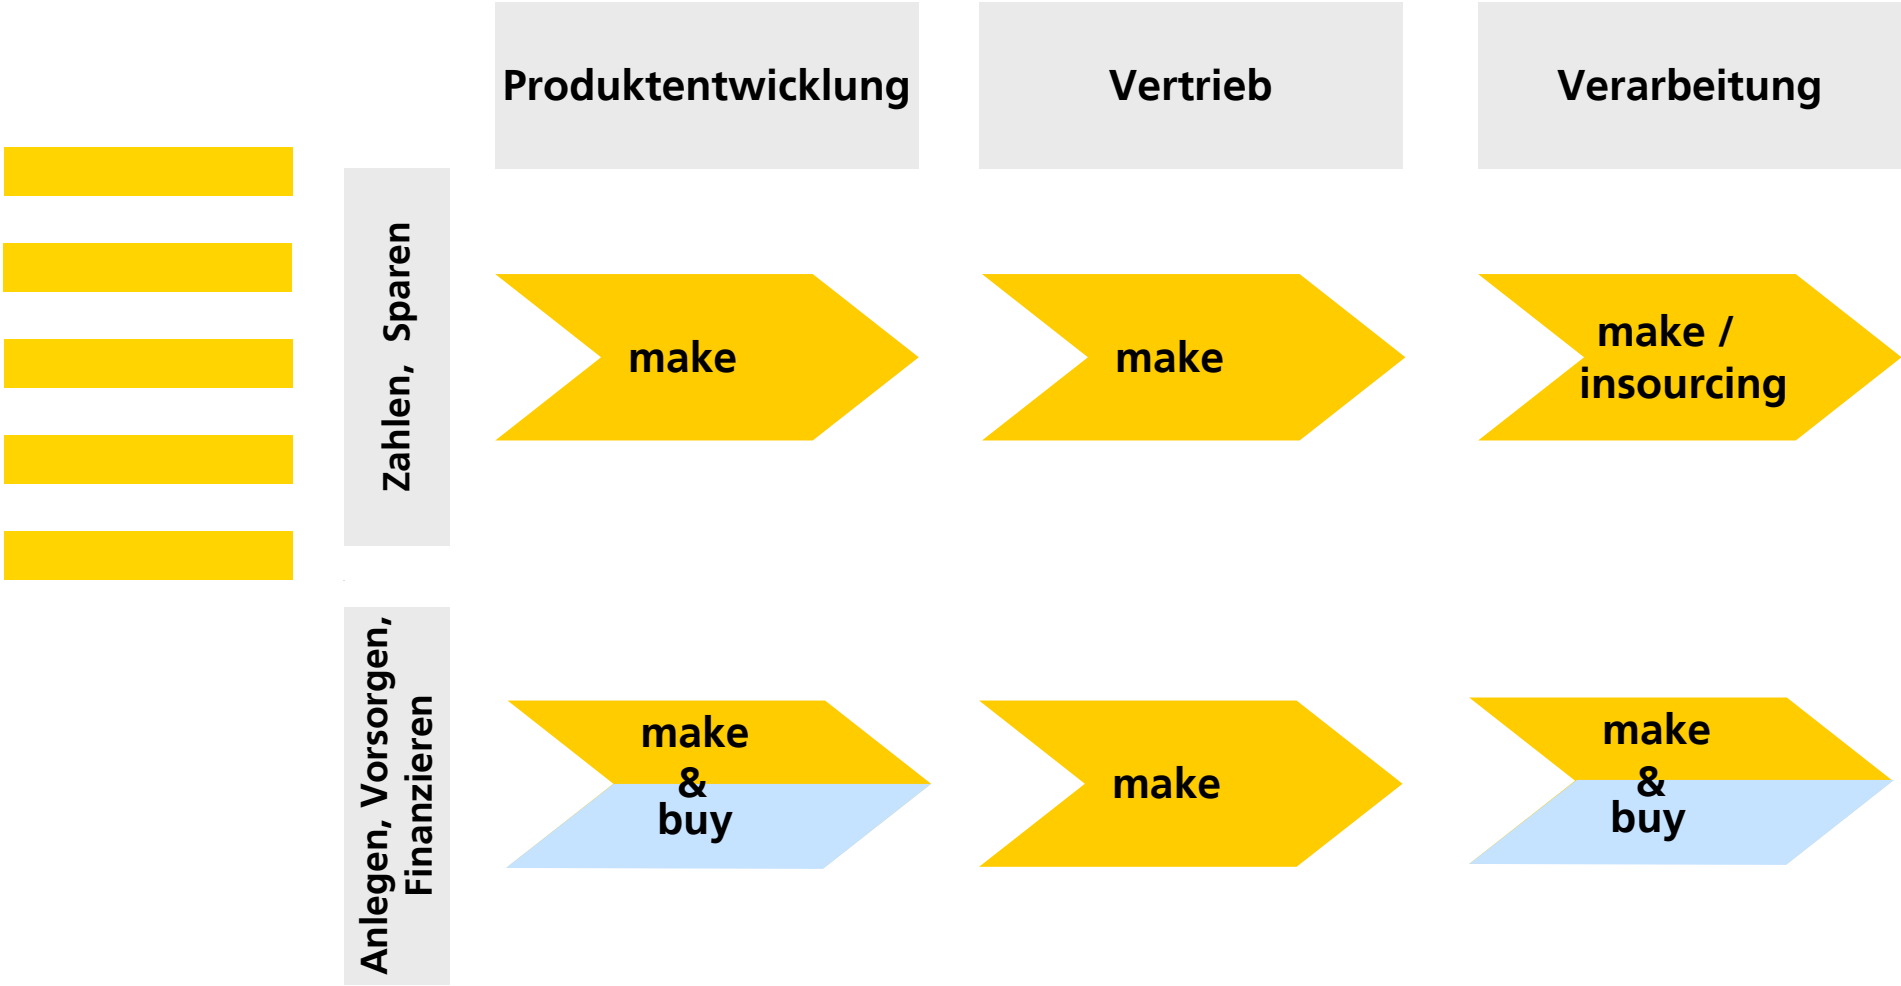 Produktentwicklung
Vertrieb
Verarbeitung
Zahlen, Sparen
make
make
make /
insourcing
Anlegen, Vorsorgen,
Finanzieren
make
&
buy
make
make
&
buy